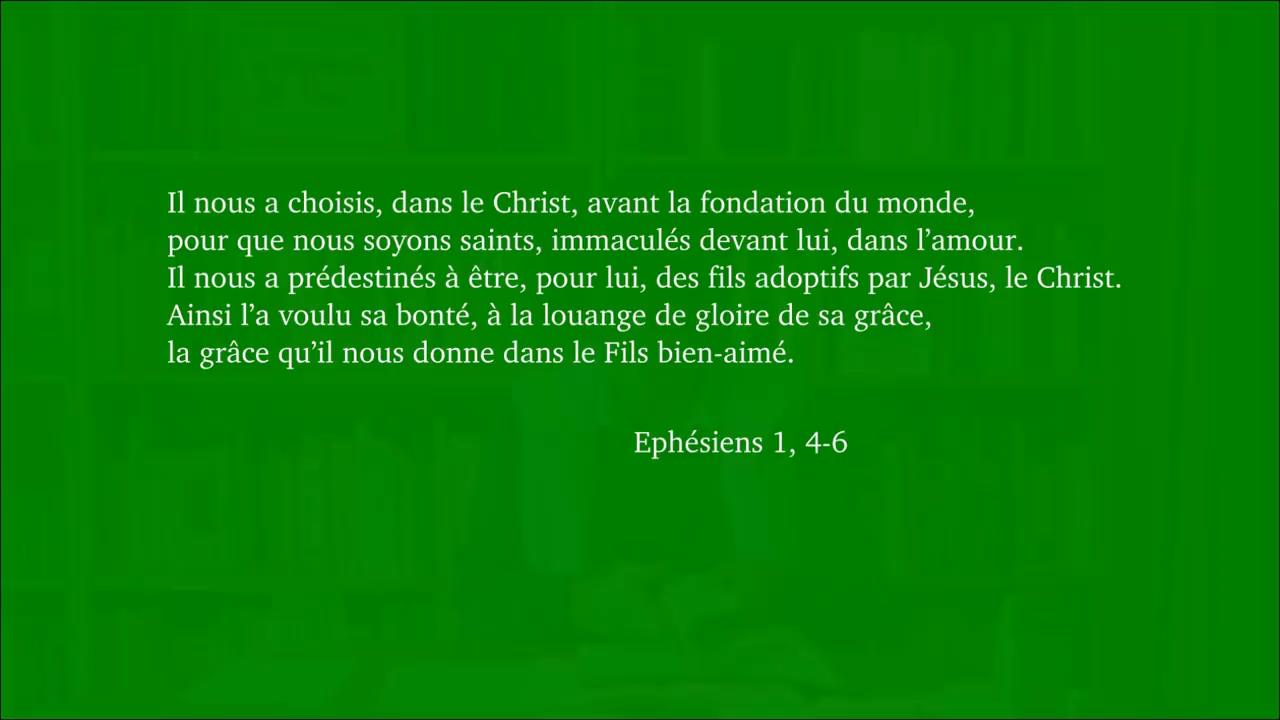 Il nous a choisis, dans le Christ, avant la fondation du monde,
pour que nous soyons saints, immaculés devant lui, dans l’amour.
Il nous a prédestinés à être, pour lui, des fils adoptifs par Jésus, le Christ.
Ainsi l’a voulu sa bonté, à la louange de gloire de sa grâce,
la grâce qu’il nous donne dans le Fils bien-aimé.
Ephésiens 1, 4-6